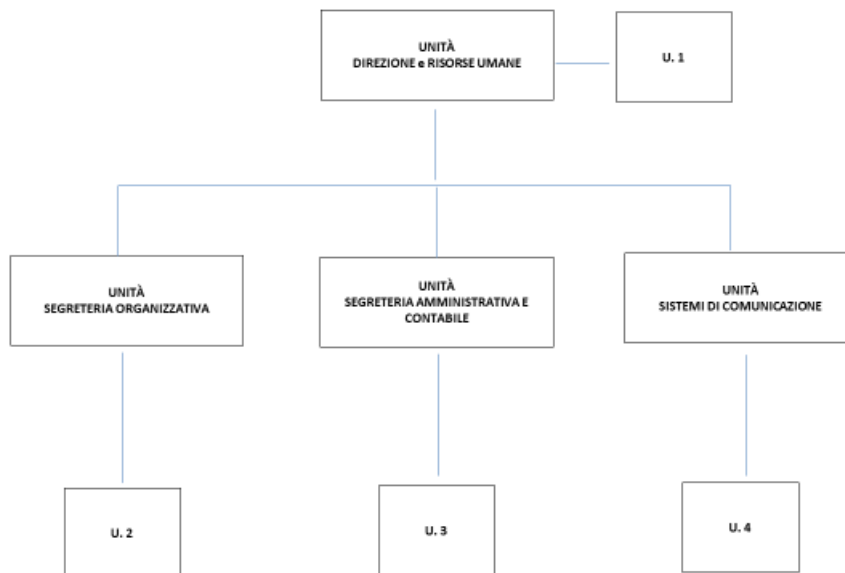 UNITÀ
DIREZIONE e RISORSE UMANE
U. 1
UNITÀ
SEGRETERIA ORGANIZZATIVA
UNITÀ
SEGRETERIA AMMINISTRATIVA E
CONTABILE
UNITÀ
SISTEMI DI COMUNICAZIONE
U. 2
U. 3
U. 4